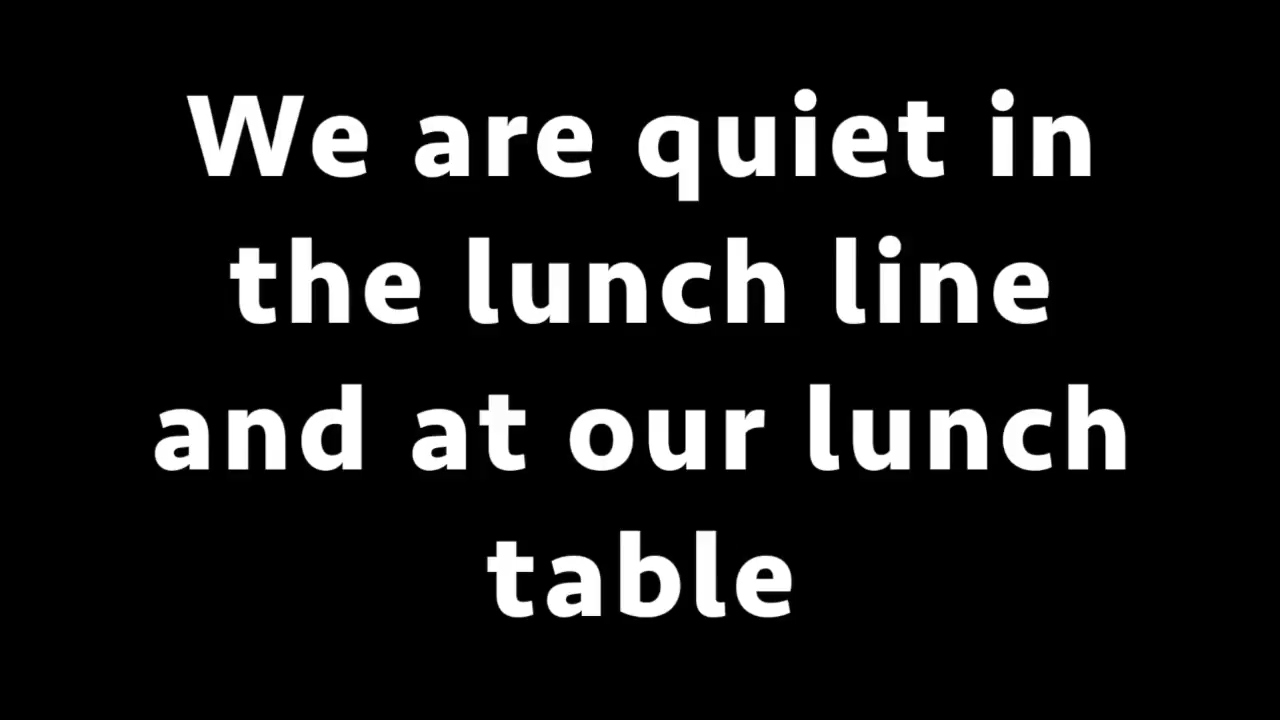 We are quiet in
the lunch line
and at our lunch
table